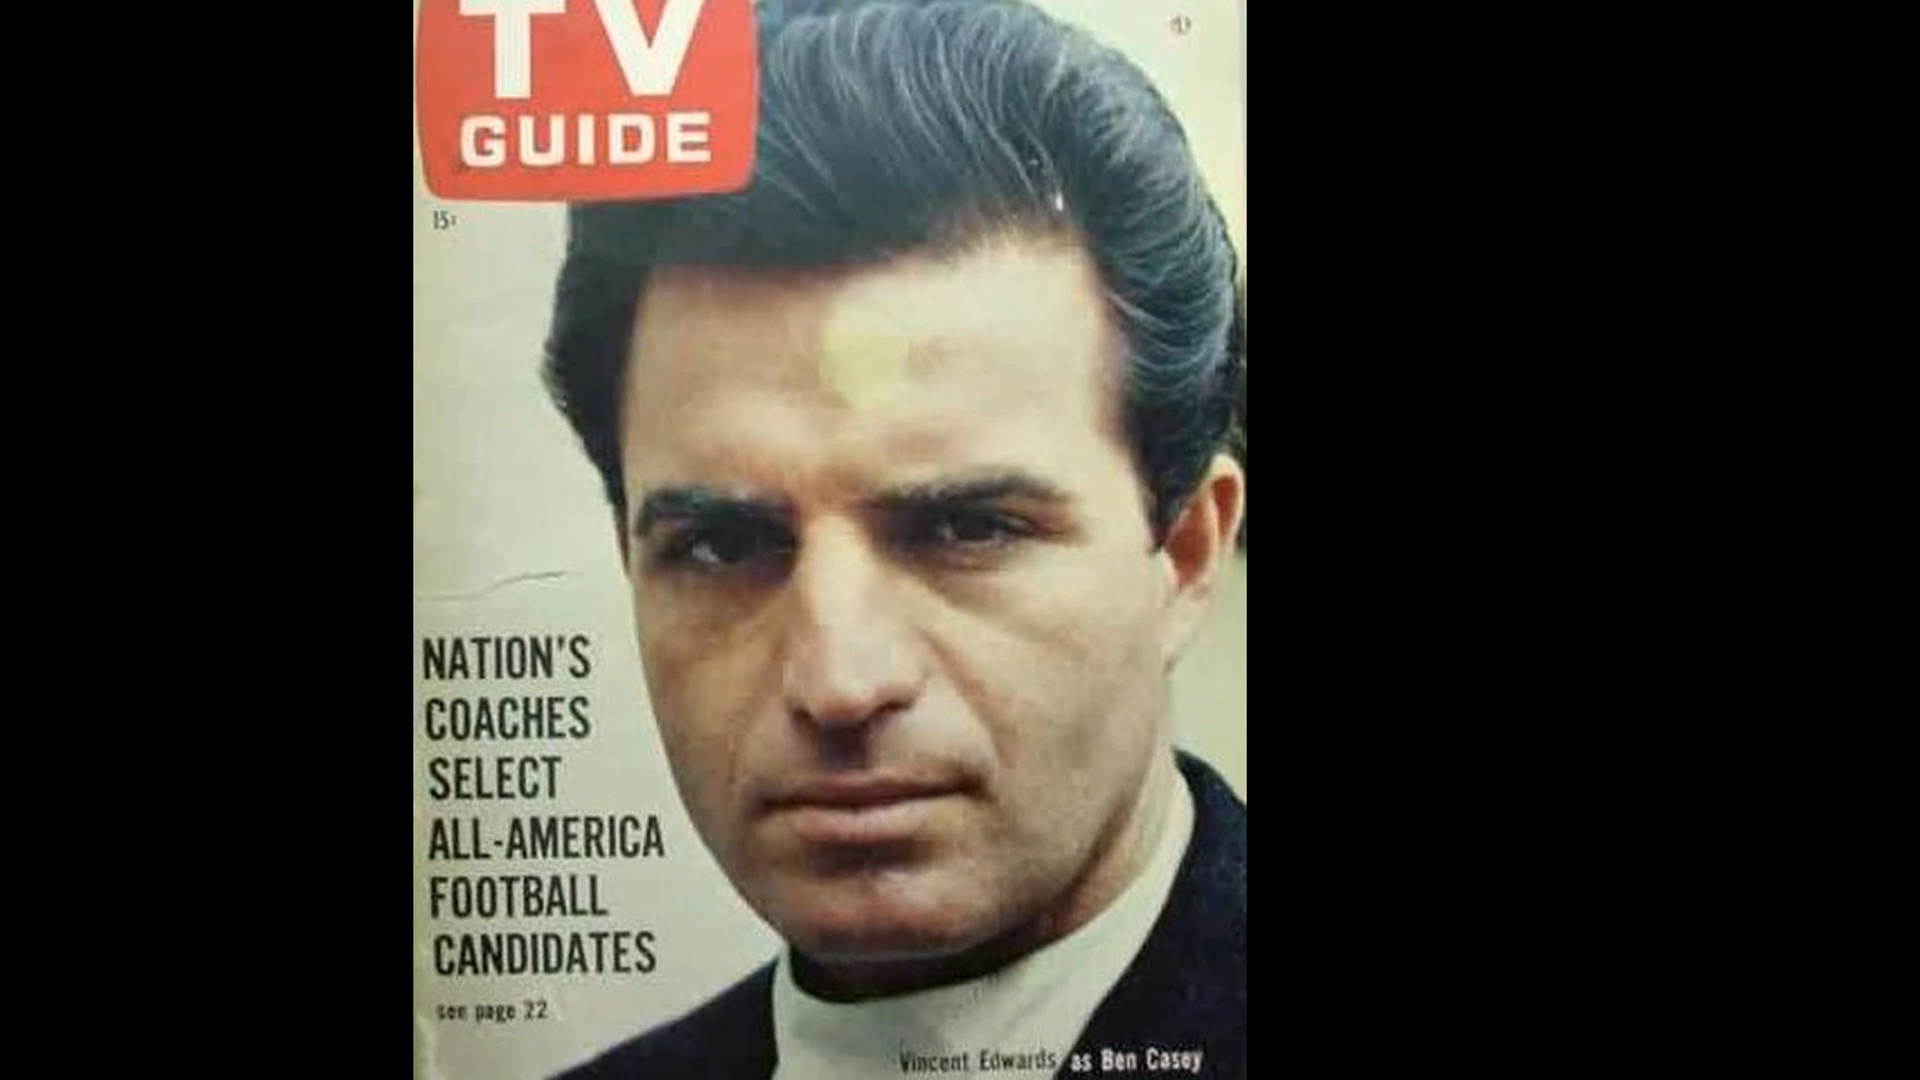 TV
GUIDE
15¢
NATION'S
COACHES
SELECT
ALL-AMERICA
FOOTBALL
CANDIDATES
see page 22
Vincent Edwards as Ben Casey